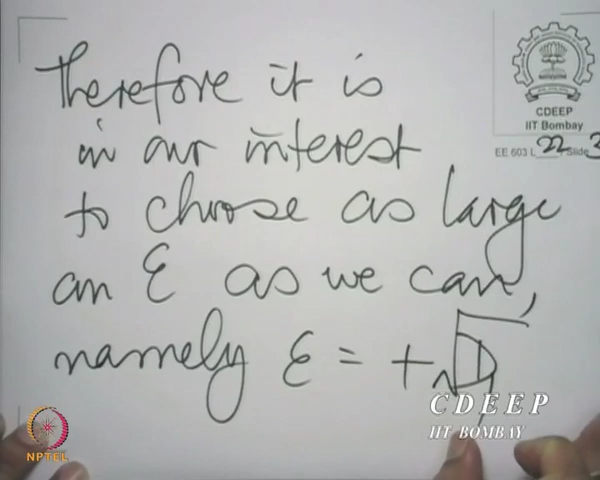 Therefore it is
in our interest
to choose as large
an ε as we can,
namely ε = +√D₁
CDEEP
IIT Bombay
EE 603 L 22 / Slide 3
CDEEP
IIT BOMBAY
NPTEL